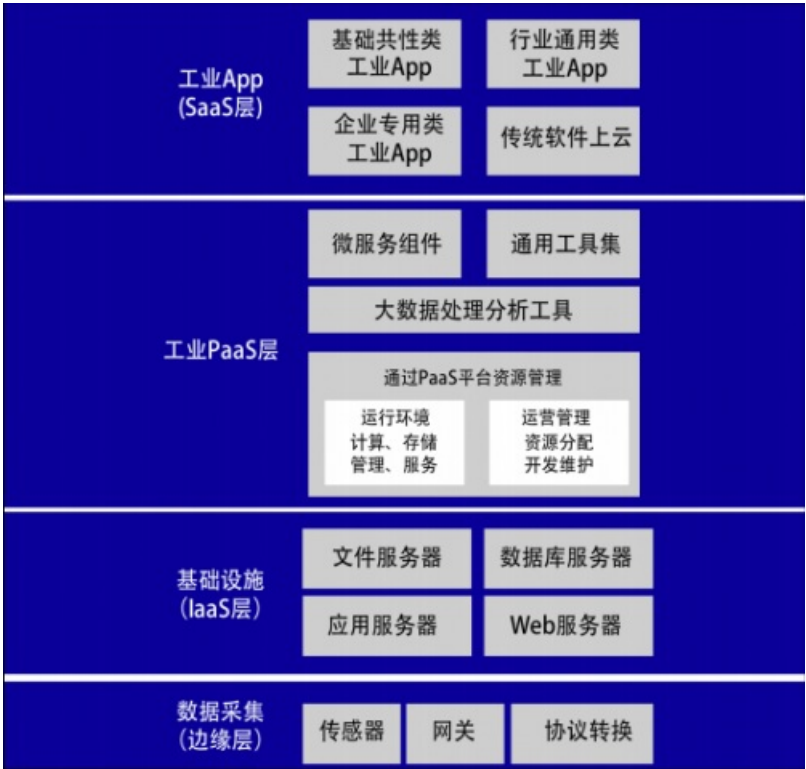 工业App
(SaaS层)
基础共性类
工业App
行业通用类
工业App
企业专用类
工业App
传统软件上云
工业PaaS层
微服务组件
通用工具集
大数据处理分析工具
通过PaaS平台资源管理
运行环境
计算、存储
管理、服务
运营管理
资源分配
开发维护
基础设施
（IaaS层）
文件服务器
数据库服务器
应用服务器
Web服务器
数据采集
（边缘层）
传感器
网关
协议转换